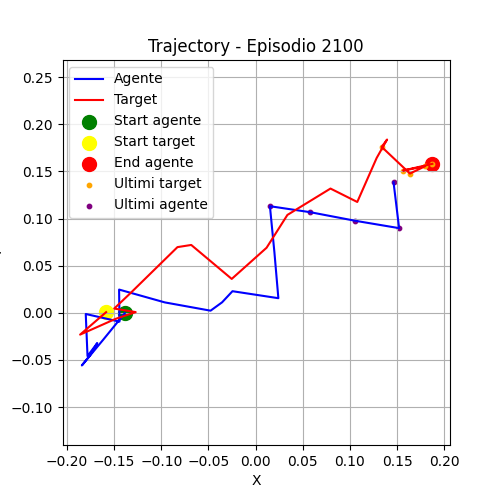 Trajectory - Episodio 2100
Agente
Target
Start agente
Start target
End agente
Ultimi target
Ultimi agente
0.25
0.20
0.15
0.10
0.05
0.00
−0.05
−0.10
−0.20
−0.15
−0.10
−0.05
0.00
0.05
0.10
0.15
0.20
X